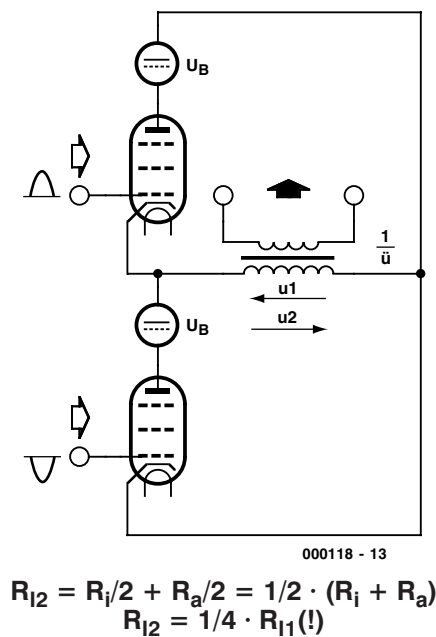 U_B
1
ü
u1
u2
U_B
000118 - 13
R_I2 = R_i/2 + R_a/2 = 1/2 · (R_i + R_a)
R_I2 = 1/4 · R_I1(!)